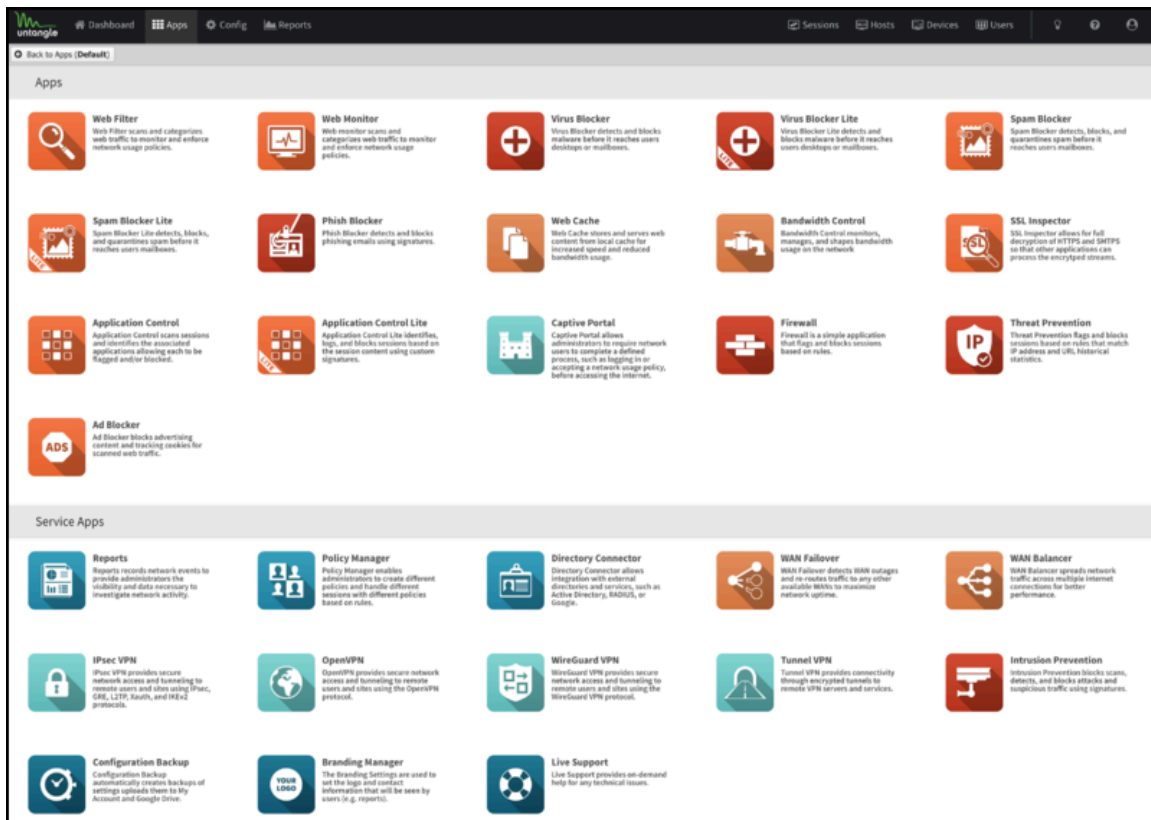 untangle
Dashboard
Apps
Config
Reports
Sessions
Hosts
Devices
Users
Back to Apps (Default)
Apps
Web Filter
Web Filter scans and categorizes
web traffic to monitor and enforce
network usage policies.
Web Monitor
Web monitor scans and
categorizes web traffic to monitor
and enforce network usage
policies.
Virus Blocker
Virus Blocker detects and blocks
malware before it reaches users
desktops or mailboxes.
LITE
Virus Blocker Lite
Virus Blocker Lite detects and
blocks malware before it reaches
users desktops or mailboxes.
Spam Blocker
Spam Blocker detects, blocks, and
quarantines spam before it
reaches users mailboxes.
LITE
Spam Blocker Lite
Spam Blocker Lite detects, blocks,
and quarantines spam before it
reaches users mailboxes.
Phish Blocker
Phish Blocker detects and blocks
phishing emails using signatures.
Web Cache
Web Cache stores and serves web
content from local cache for
increased speed and reduced
bandwidth usage.
Bandwidth Control
Bandwidth Control monitors,
manages, and shapes bandwidth
usage on the network
SSL
SSL Inspector
SSL Inspector allows for full
decryption of HTTPS and SMTPS
so that other applications can
process the encrytped streams.
Application Control
Application Control scans sessions
and identifies the associated
applications allowing each to be
flagged and/or blocked.
LITE
Application Control Lite
Application Control Lite identifies,
logs, and blocks sessions based on
the session content using custom
signatures.
Captive Portal
Captive Portal allows
administrators to require network
users to complete a defined
process, such as logging in or
accepting a network usage policy,
before accessing the internet.
Firewall
Firewall is a simple application
that flags and blocks sessions
based on rules.
IP
Threat Prevention
Threat Prevention flags and blocks
sessions based on rules that match
IP address and URL historical
statistics.
ADS
Ad Blocker
Ad Blocker blocks advertising
content and tracking cookies for
scanned web traffic.
Service Apps
Reports
Reports records network events to
provide administrators the
visibility and data necessary to
investigate network activity.
Policy Manager
Policy Manager enables
administrators to create different
policies and handle different
sessions with different policies
based on rules.
Directory Connector
Directory Connector allows
integration with external
directories and services, such as
Active Directory, RADIUS, or
Google.
WAN Failover
WAN Failover detects WAN outages
and re-routes traffic to any other
available WANs to maximize
network uptime.
WAN Balancer
WAN Balancer spreads network
traffic across multiple internet
connections for better
performance.
IPsec VPN
IPsec VPN provides secure
network access and tunneling to
remote users and sites using IPsec,
GRE, L2TP, Xauth, and IKEv2
protocols.
OpenVPN
OpenVPN provides secure network
access and tunneling to remote
users and sites using the OpenVPN
protocol.
WireGuard VPN
WireGuard VPN provides secure
network access and tunneling to
remote users and sites using the
WireGuard VPN protocol.
Tunnel VPN
Tunnel VPN provides connectivity
through encrypted tunnels to
remote VPN servers and services.
Intrusion Prevention
Intrusion Prevention blocks scans,
detects, and blocks attacks and
suspicious traffic using signatures.
Configuration Backup
Configuration Backup
automatically creates backups of
settings uploads them to My
Account and Google Drive.
YOUR
LOGO
Branding Manager
The Branding Settings are used to
set the logo and contact
information that will be seen by
users (e.g. reports).
Live Support
Live Support provides on-demand
help for any technical issues.